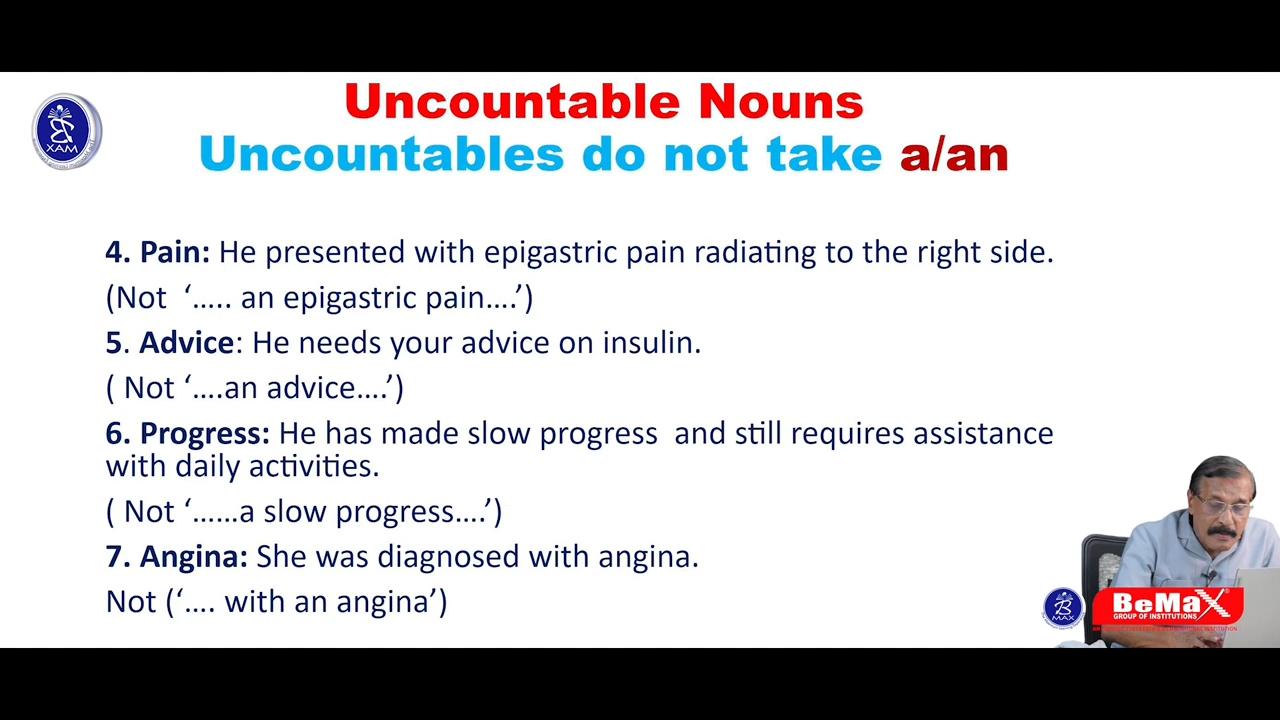 Uncountable Nouns
Uncountables do not take a/an
XAM
4. Pain: He presented with epigastric pain radiating to the right side.
(Not ‘….. an epigastric pain….’)
5. Advice: He needs your advice on insulin.
( Not ‘….an advice….’)
6. Progress: He has made slow progress and still requires assistance
with daily activities.
( Not ‘……a slow progress….’)
7. Angina: She was diagnosed with angina.
Not (‘…. with an angina’)
B
MAX
BeMaX®
GROUP OF INSTITUTIONS